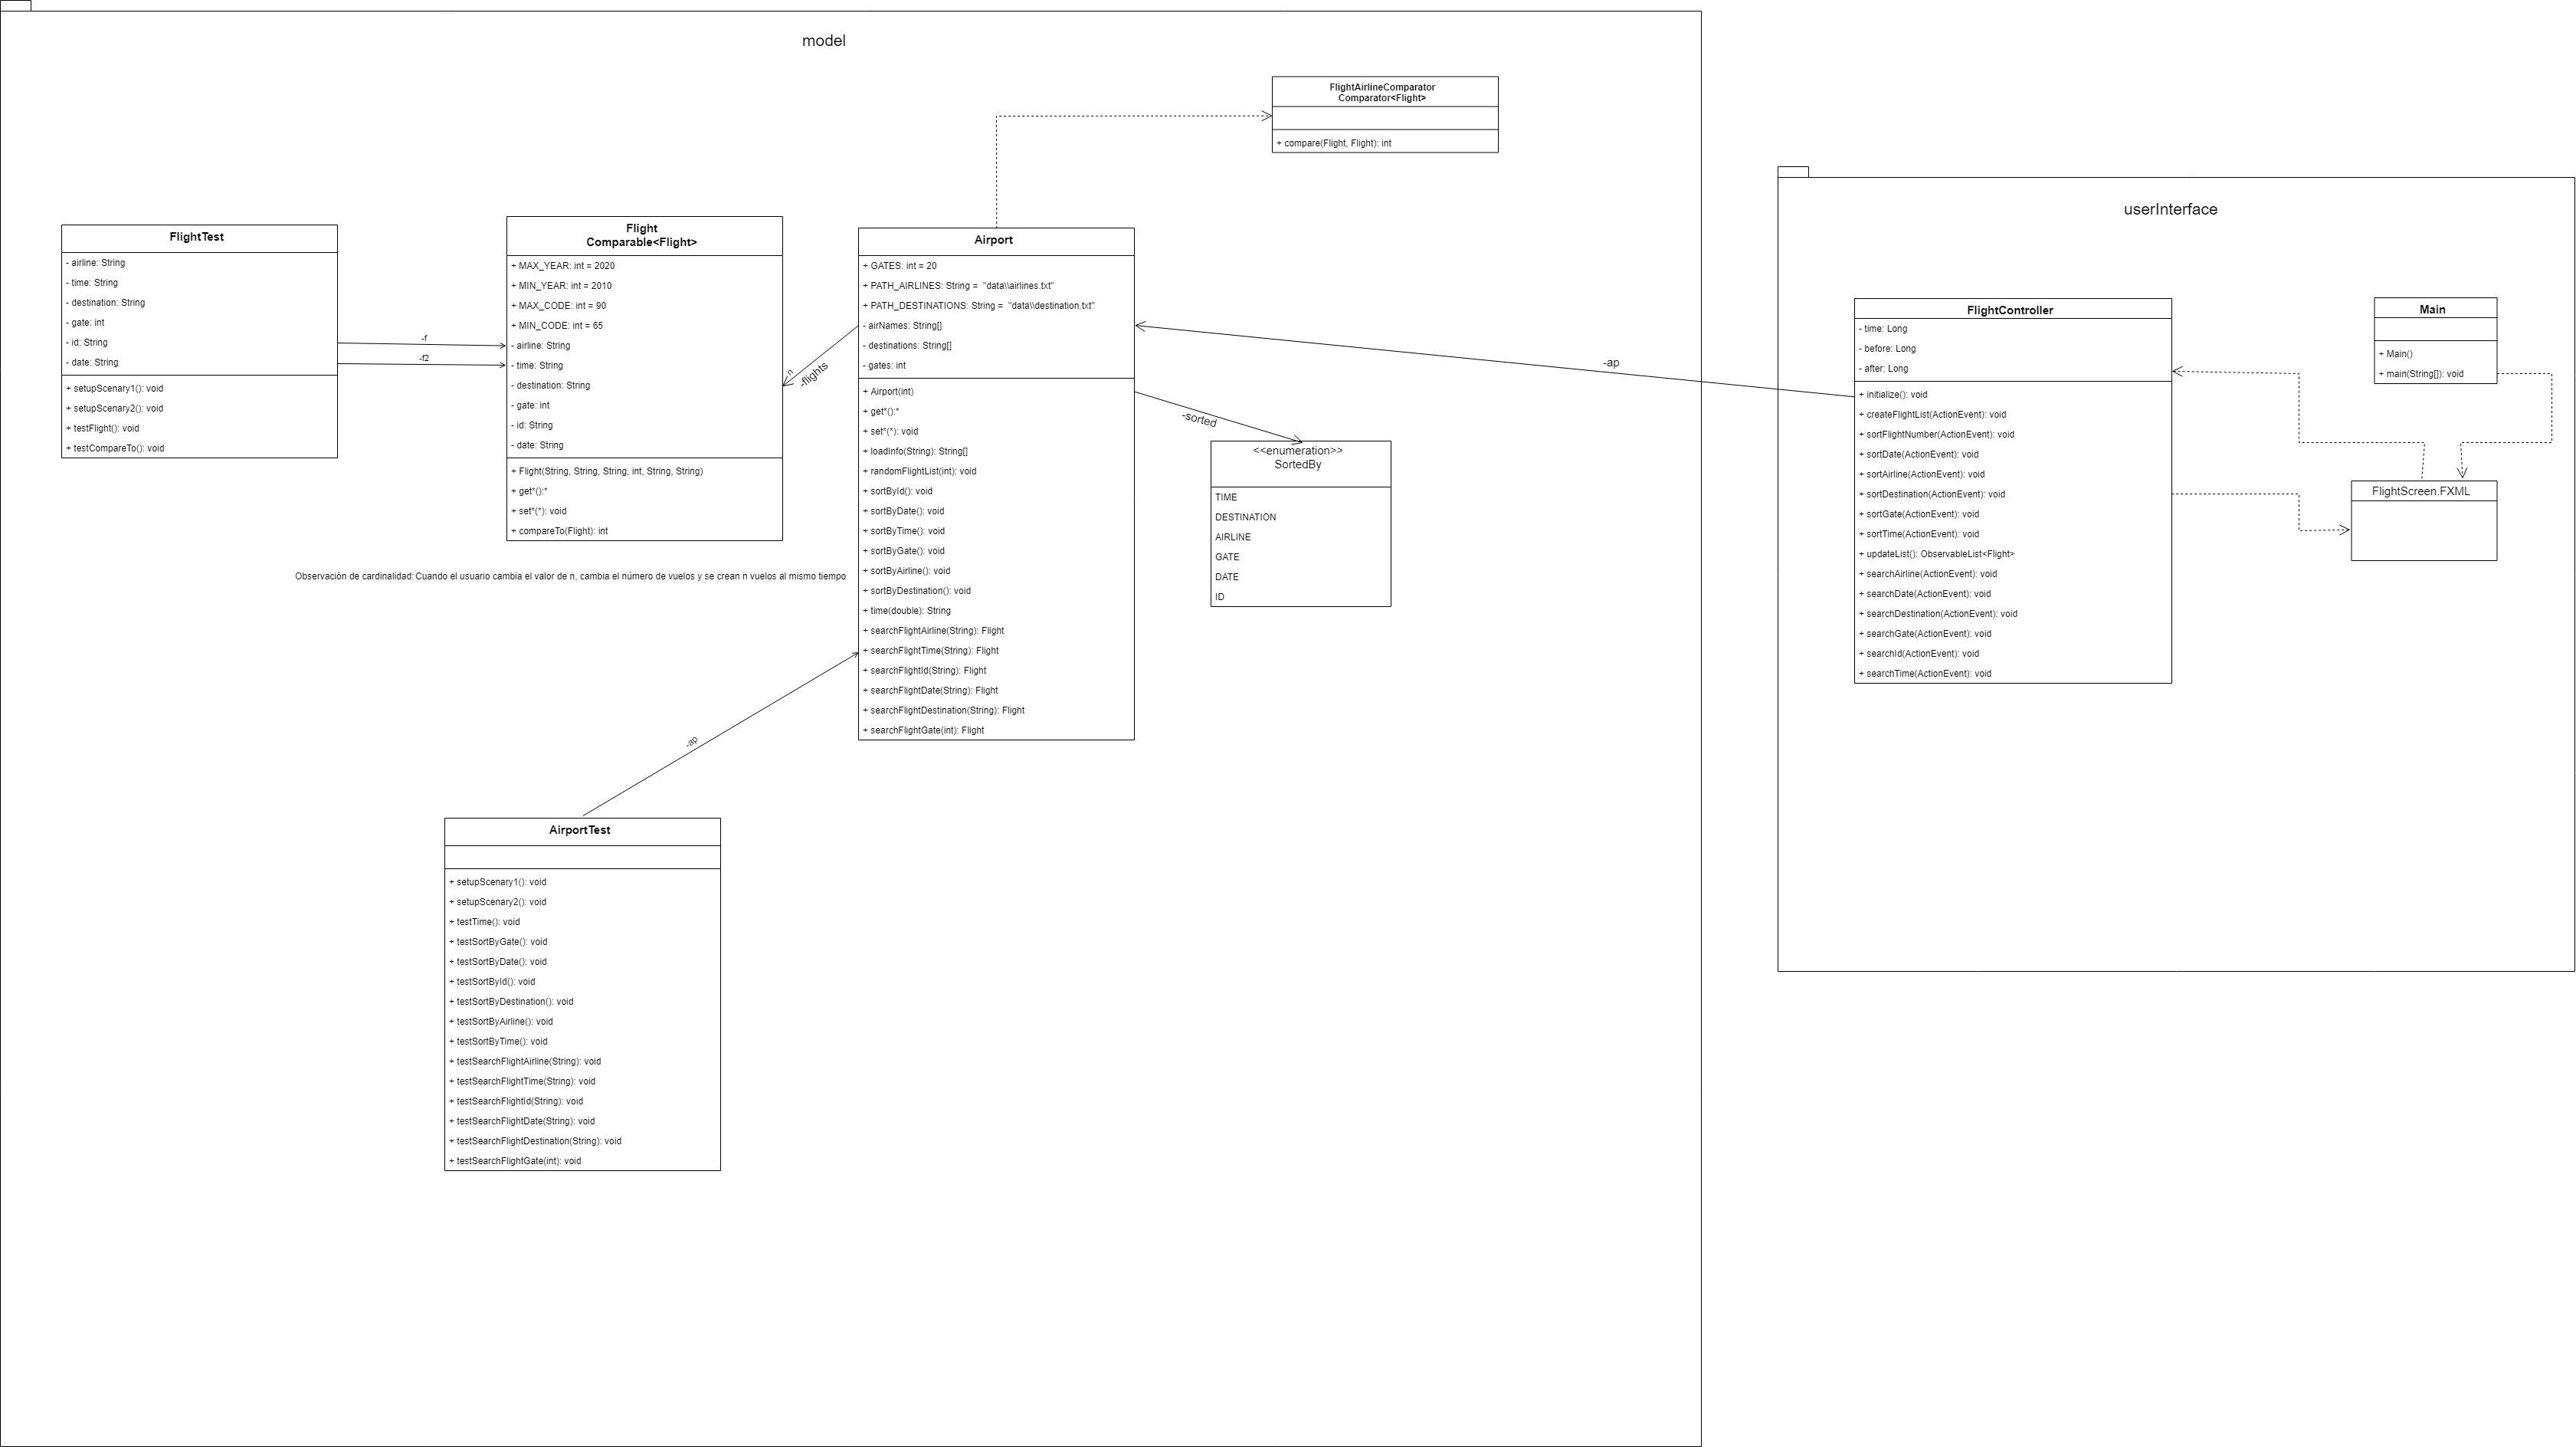 model
FlightAirlineComparator
Comparator<Flight>
+ compare(Flight, Flight): int
FlightTest
- airline: String
- time: String
- destination: String
- gate: int
- id: String
- date: String
+ setupScenary1(): void
+ setupScenary2(): void
+ testFlight(): void
+ testCompareTo(): void
-f
-f2
Flight
Comparable<Flight>
+ MAX_YEAR: int = 2020
+ MIN_YEAR: int = 2010
+ MAX_CODE: int = 90
+ MIN_CODE: int = 65
- airline: String
- time: String
- destination: String
- gate: int
- id: String
- date: String
+ Flight(String, String, String, int, String, String)
+ get*():*
+ set*(*): void
+ compareTo(Flight): int
n
-flights
Observación de cardinalidad: Cuando el usuario cambia el valor de n, cambia el número de vuelos y se crean n vuelos al mismo tiempo
Airport
+ GATES: int = 20
+ PATH_AIRLINES: String = "data\\airlines.txt"
+ PATH_DESTINATIONS: String = "data\\destination.txt"
- airNames: String[]
- destinations: String[]
- gates: int
+ Airport(int)
+ get*():*
+ set*(*): void
+ loadInfo(String): String[]
+ randomFlightList(int): void
+ sortById(): void
+ sortByDate(): void
+ sortByTime(): void
+ sortByGate(): void
+ sortByAirline(): void
+ sortByDestination(): void
+ time(double): String
+ searchFlightAirline(String): Flight
+ searchFlightTime(String): Flight
+ searchFlightId(String): Flight
+ searchFlightDate(String): Flight
+ searchFlightDestination(String): Flight
+ searchFlightGate(int): Flight
-sorted
<<enumeration>>
SortedBy
TIME
DESTINATION
AIRLINE
GATE
DATE
ID
-ap
AirportTest
+ setupScenary1(): void
+ setupScenary2(): void
+ testTime(): void
+ testSortByGate(): void
+ testSortByDate(): void
+ testSortById(): void
+ testSortByDestination(): void
+ testSortByAirline(): void
+ testSortByTime(): void
+ testSearchFlightAirline(String): void
+ testSearchFlightTime(String): void
+ testSearchFlightId(String): void
+ testSearchFlightDate(String): void
+ testSearchFlightDestination(String): void
+ testSearchFlightGate(int): void
-ap
userInterface
FlightController
- time: Long
- before: Long
- after: Long
+ initialize(): void
+ createFlightList(ActionEvent): void
+ sortFlightNumber(ActionEvent): void
+ sortDate(ActionEvent): void
+ sortAirline(ActionEvent): void
+ sortDestination(ActionEvent): void
+ sortGate(ActionEvent): void
+ sortTime(ActionEvent): void
+ updateList(): ObservableList<Flight>
+ searchAirline(ActionEvent): void
+ searchDate(ActionEvent): void
+ searchDestination(ActionEvent): void
+ searchGate(ActionEvent): void
+ searchId(ActionEvent): void
+ searchTime(ActionEvent): void
Main
+ Main()
+ main(String[]): void
FlightScreen.FXML